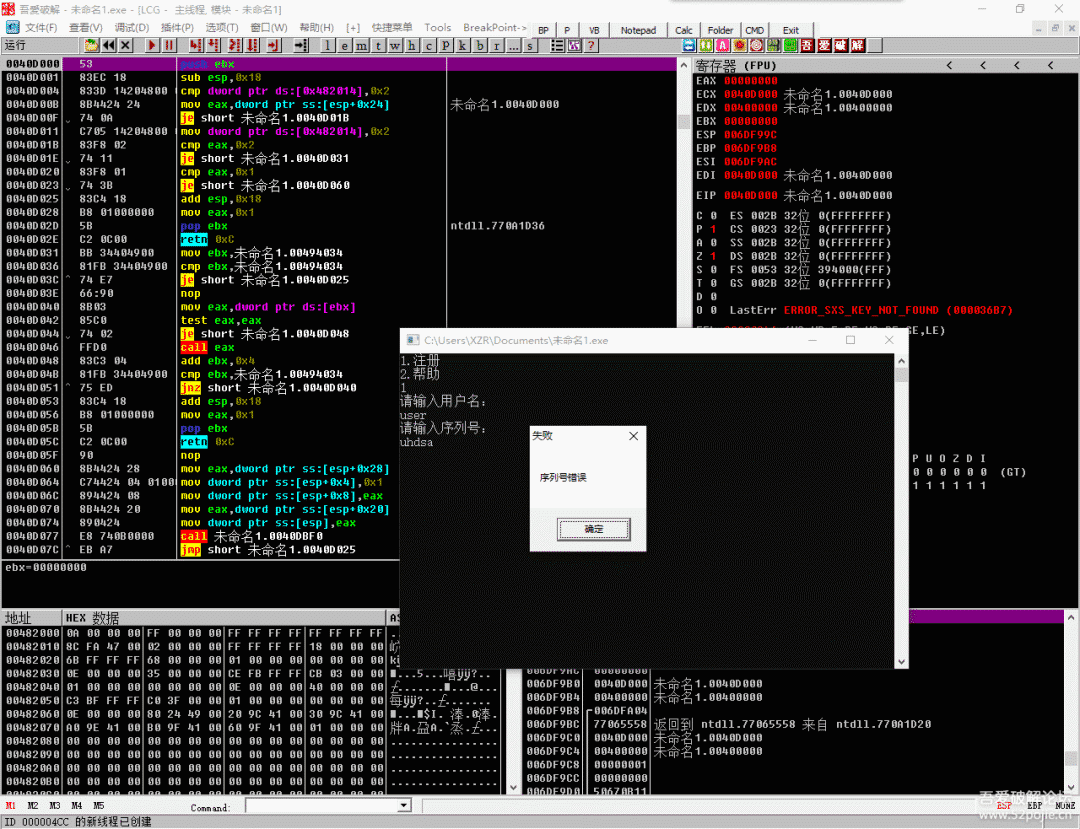 吾爱破解 - 未命名1.exe - [LCG - 主线程, 模块 - 未命名1]
文件(F) 查看(V) 调试(D) 插件(P) 选项(T) 窗口(W) 帮助(H) [+] 快捷菜单 Tools BreakPoint-> BP P VB Notepad Calc Folder CMD Exit
运行 l e m t w h c p k b r ... s ? 吾 爱 破 解
0040D000 53 push ebx
0040D001 83EC 18 sub esp,0x18
0040D004 833D 14204800 cmp dword ptr ds:[0x482014],0x2
0040D00B 8B4424 24 mov eax,dword ptr ss:[esp+0x24] 未命名1.0040D000
0040D00F 74 0A je short 未命名1.0040D01B
0040D011 C705 14204800 mov dword ptr ds:[0x482014],0x2
0040D01B 83F8 02 cmp eax,0x2
0040D01E 74 11 je short 未命名1.0040D031
0040D020 83F8 01 cmp eax,0x1
0040D023 74 3B je short 未命名1.0040D060
0040D025 83C4 18 add esp,0x18
0040D028 B8 01000000 mov eax,0x1
0040D02D 5B pop ebx ntdll.770A1D36
0040D02E C2 0C00 retn 0xC
0040D031 BB 34404900 mov ebx,未命名1.00494034
0040D036 81FB 34404900 cmp ebx,未命名1.00494034
0040D03C 74 E7 je short 未命名1.0040D025
0040D03E 66:90 nop
0040D040 8B03 mov eax,dword ptr ds:[ebx]
0040D042 85C0 test eax,eax
0040D044 74 02 je short 未命名1.0040D048
0040D046 FFD0 call eax
0040D048 83C3 04 add ebx,0x4
0040D04B 81FB 34404900 cmp ebx,未命名1.00494034
0040D051 75 ED jnz short 未命名1.0040D040
0040D053 83C4 18 add esp,0x18
0040D056 B8 01000000 mov eax,0x1
0040D05B 5B pop ebx
0040D05C C2 0C00 retn 0xC
0040D05F 90 nop
0040D060 8B4424 28 mov eax,dword ptr ss:[esp+0x28]
0040D064 C74424 04 0100 mov dword ptr ss:[esp+0x4],0x1
0040D06C 894424 08 mov dword ptr ss:[esp+0x8],eax
0040D070 8B4424 20 mov eax,dword ptr ss:[esp+0x20]
0040D074 890424 mov dword ptr ss:[esp],eax
0040D077 E8 740B0000 call 未命名1.0040DBF0
0040D07C EB A7 jmp short 未命名1.0040D025
ebx=00000000
寄存器 (FPU) < < < <
EAX 00000000
ECX 0040D000 未命名1.0040D000
EDX 00400000 未命名1.00400000
EBX 00000000
ESP 006DF99C
EBP 006DF9B8
ESI 006DF9AC
EDI 0040D000 未命名1.0040D000
EIP 0040D000 未命名1.0040D000
C 0 ES 002B 32位 0(FFFFFFFF)
P 1 CS 0023 32位 0(FFFFFFFF)
A 0 SS 002B 32位 0(FFFFFFFF)
Z 1 DS 002B 32位 0(FFFFFFFF)
S 0 FS 0053 32位 394000(FFF)
T 0 GS 002B 32位 0(FFFFFFFF)
D 0
O 0 LastErr ERROR_SXS_KEY_NOT_FOUND (000036B7)
P U O Z D I
0 0 0 0 0 0 (GT)
1 1 1 1 1 1
C:\Users\XZR\Documents\未命名1.exe
1.注册
2.帮助
1
请输入用户名:
user
请输入序列号:
uhdsa
失败
序列号错误
确定
地址 HEX 数据
00482000 0A 00 00 00 FF 00 00 00 FF FF FF FF FF FF FF FF
00482010 8C FA 47 00 02 00 00 00 FF FF FF FF 18 00 00 00
00482020 6B FF FF FF 68 00 00 00 01 00 00 00 00 00 00 00
00482030 0E 00 00 00 35 00 00 00 CE FB FF FF CB 03 00 00
00482040 01 00 00 00 00 00 00 00 0E 00 00 00 40 00 00 00
00482050 C3 BF FF FF C0 3F 00 00 01 00 00 00 00 00 00 00
00482060 0E 00 00 00 80 24 49 00 20 9C 41 00 30 9C 41 00
00482070 A0 9E 41 00 B0 9F 41 00 60 9F 41 00 01 00 00 00
00482080 00 00 00 00 00 00 00 00 00 00 00 00 00 00 00 00
00482090 00 00 00 00 00 00 00 00 00 00 00 00 00 00 00 00
004820A0 00 00 00 00 00 00 00 00 00 00 00 00 00 00 00 00
004820B0 00 00 00 00 00 00 00 00 00 00 00 00 00 00 00 00
006DF9AC 00000000
006DF9B0 0040D000 未命名1.0040D000
006DF9B4 00400000 未命名1.00400000
006DF9B8 006DFA04
006DF9BC 77065558 返回到 ntdll.77065558 来自 ntdll.770A1D20
006DF9C0 0040D000 未命名1.0040D000
006DF9C4 00400000 未命名1.00400000
006DF9C8 00000001
006DF9CC 00000000
006DF9D0 50670B11
M1 M2 M3 M4 M5 Command: ESP EBP NONE
ID 000004CC 的新线程已创建
吾爱破解论坛
www.52pojie.cn